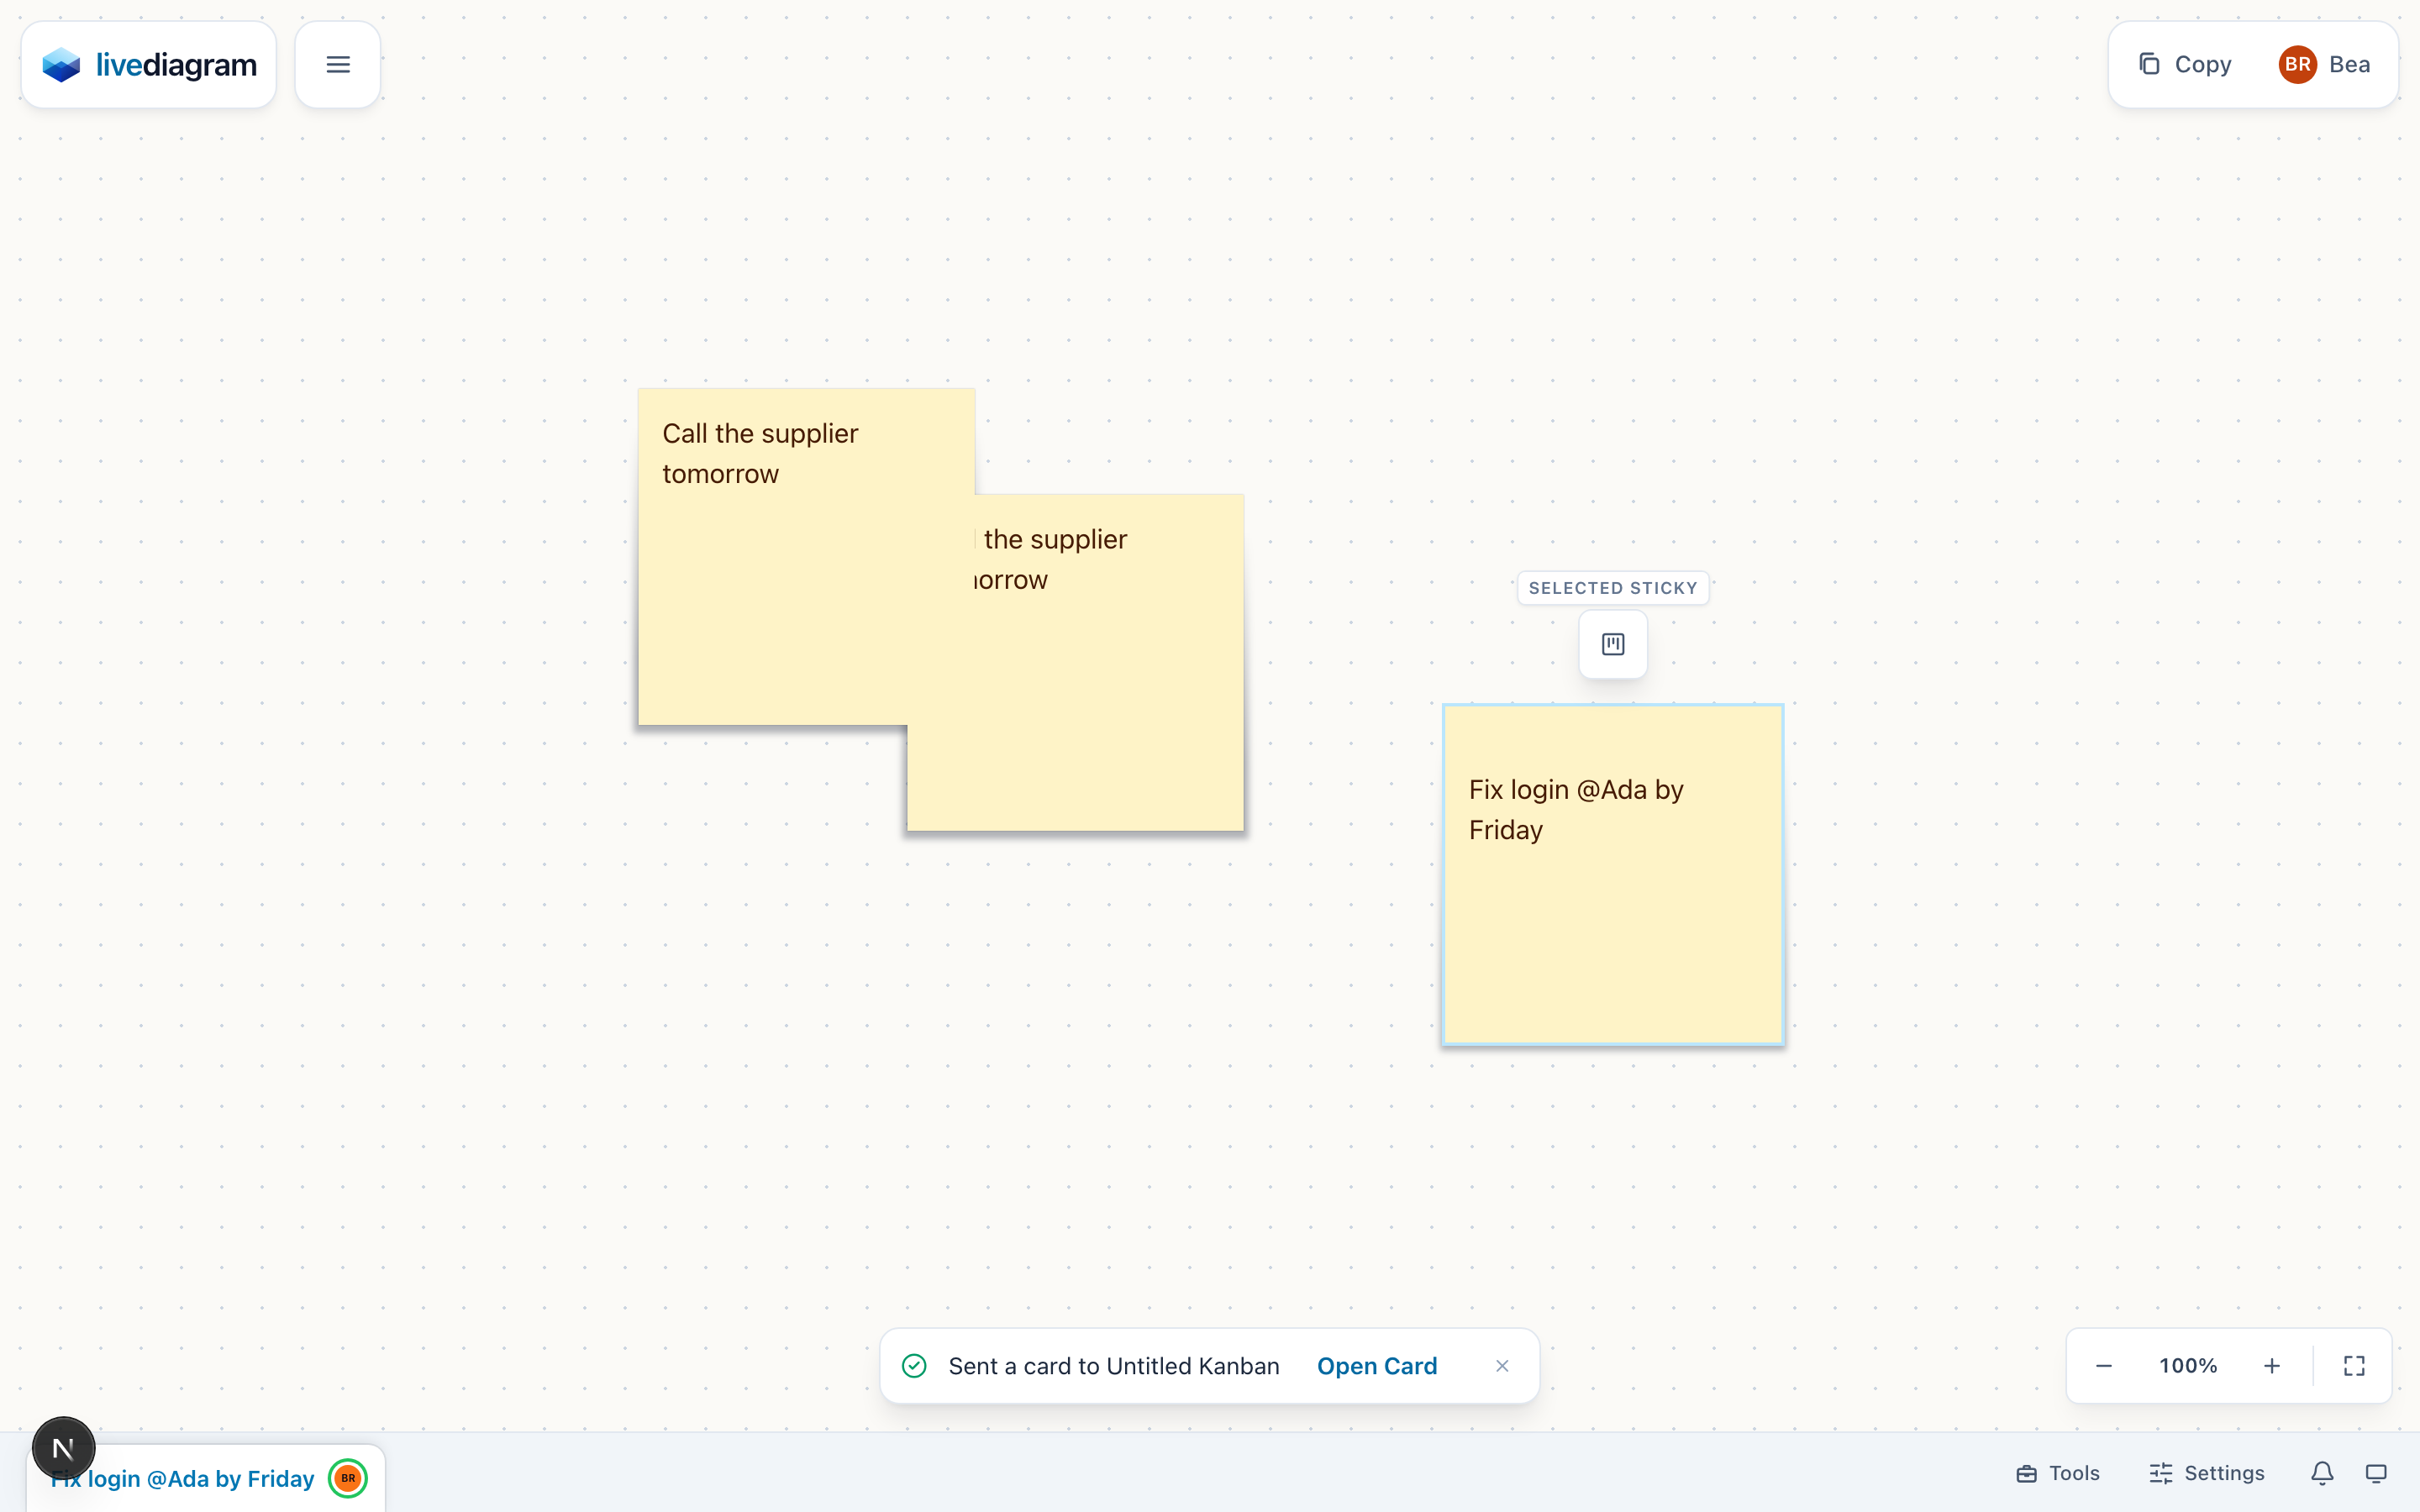 livediagram
Copy
BR
Bea
Call the supplier
tomorrow
the supplier
orrow
SELECTED STICKY
Fix login @Ada by
Friday
Sent a card to Untitled Kanban
Open Card
100%
N
Fix login @Ada by Friday
BR
Tools
Settings